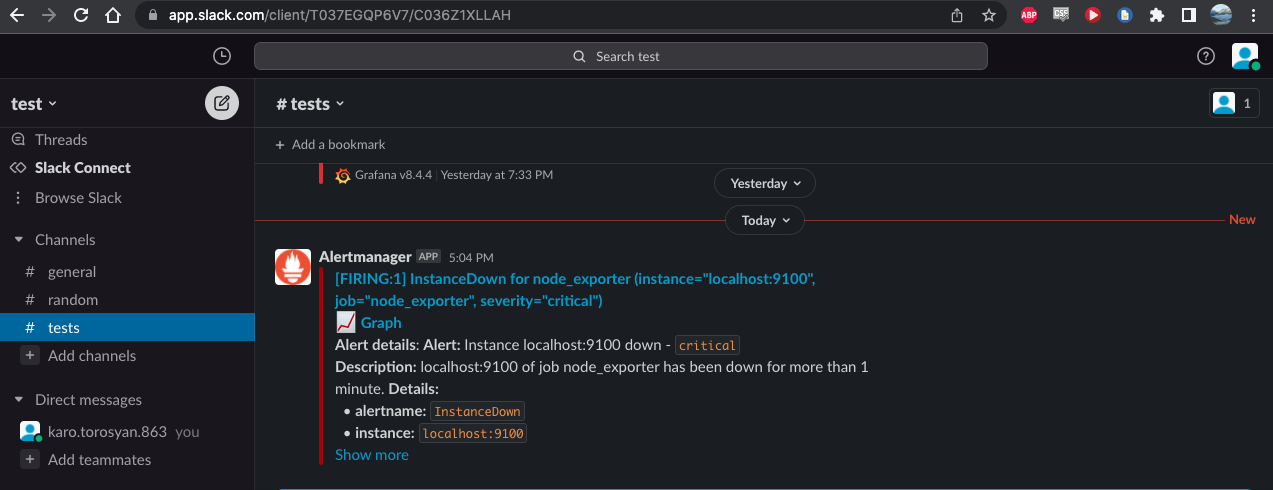 app.slack.com/client/T037EGQP6V7/C036Z1XLLAH
ABP
CSS
Search test
test
# tests
1
Threads
Add a bookmark
Slack Connect
Grafana v8.4.4 | Yesterday at 7:33 PM
Browse Slack
Yesterday
Today
New
Channels
# general
# random
# tests
Add channels
Direct messages
karo.torosyan.863 you
Add teammates
Alertmanager APP 5:04 PM
[FIRING:1] InstanceDown for node_exporter (instance="localhost:9100",
job="node_exporter", severity="critical")
Graph
Alert details: Alert: Instance localhost:9100 down - critical
Description: localhost:9100 of job node_exporter has been down for more than 1
minute. Details:
• alertname: InstanceDown
• instance: localhost:9100
Show more